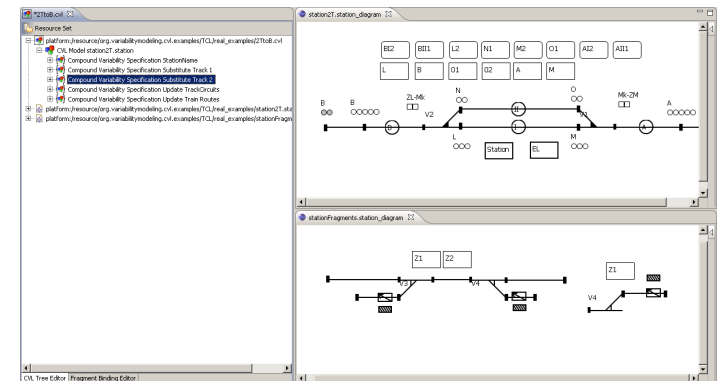 *2TtoB.cvl
Resource Set
platform:/resource/org.variabilitymodeling.cvl.examples/TCL/real_examples/2TtoB.cvl
CVL Model station2T.station
Compound Variability Specification StationName
Compound Variability Specification Substitute Track 1
Compound Variability Specification Substitute Track 2
Compound Variability Specification Update TrackCircuits
Compound Variability Specification Update Train Routes
platform:/resource/org.variabilitymodeling.cvl.examples/TCL/real_examples/station2T.sta
platform:/resource/org.variabilitymodeling.cvl.examples/TCL/real_examples/stationFragm
CVL Tree Editor Fragment Binding Editor
station2T.station_diagram
BI2 BII1 L2 N1 M2 O1 AI2 AII1
L B 01 02 A M
B B ZL-Mk N O Mk-ZM A
V2 II V1
D I A
L M
Station EL
stationFragments.station_diagram
Z1 Z2
Z1
V3 V4
V4